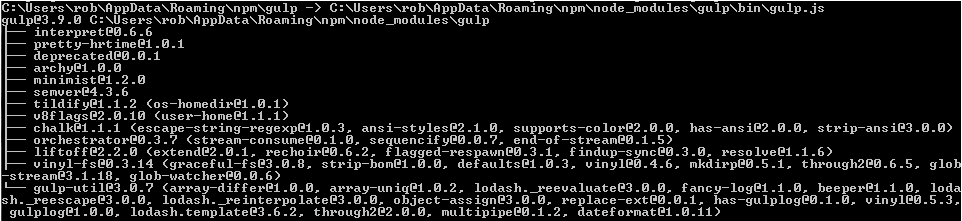 C:\Users\rob\AppData\Roaming\npm\gulp -> C:\Users\rob\AppData\Roaming\npm\node_modules\gulp\bin\gulp.js
gulp@3.9.0 C:\Users\rob\AppData\Roaming\npm\node_modules\gulp
├── interpret@0.6.6
├── pretty-hrtime@1.0.1
├── deprecated@0.0.1
├── archy@1.0.0
├── minimist@1.2.0
├── semver@4.3.6
├── tildify@1.1.2 (os-homedir@1.0.1)
├── v8flags@2.0.10 (user-home@1.1.1)
├── chalk@1.1.1 (escape-string-regexp@1.0.3, ansi-styles@2.1.0, supports-color@2.0.0, has-ansi@2.0.0, strip-ansi@3.0.0)
├── orchestrator@0.3.7 (stream-consume@0.1.0, sequencify@0.0.7, end-of-stream@0.1.5)
├── liftoff@2.2.0 (extend@2.0.1, rechoir@0.6.2, flagged-respawn@0.3.1, findup-sync@0.3.0, resolve@1.1.6)
├── vinyl-fs@0.3.14 (graceful-fs@3.0.8, strip-bom@1.0.0, defaults@1.0.3, vinyl@0.4.6, mkdirp@0.5.1, through2@0.6.5, glob
-stream@3.1.18, glob-watcher@0.0.6)
└── gulp-util@3.0.7 (array-differ@1.0.0, array-uniq@1.0.2, lodash._reevaluate@3.0.0, fancy-log@1.1.0, beeper@1.1.0, loda
sh._reescape@3.0.0, lodash._reinterpolate@3.0.0, object-assign@3.0.0, replace-ext@0.0.1, has-gulplog@0.1.0, vinyl@0.5.3,
 gulplog@1.0.0, lodash.template@3.6.2, through2@2.0.0, multipipe@0.1.2, dateformat@1.0.11)